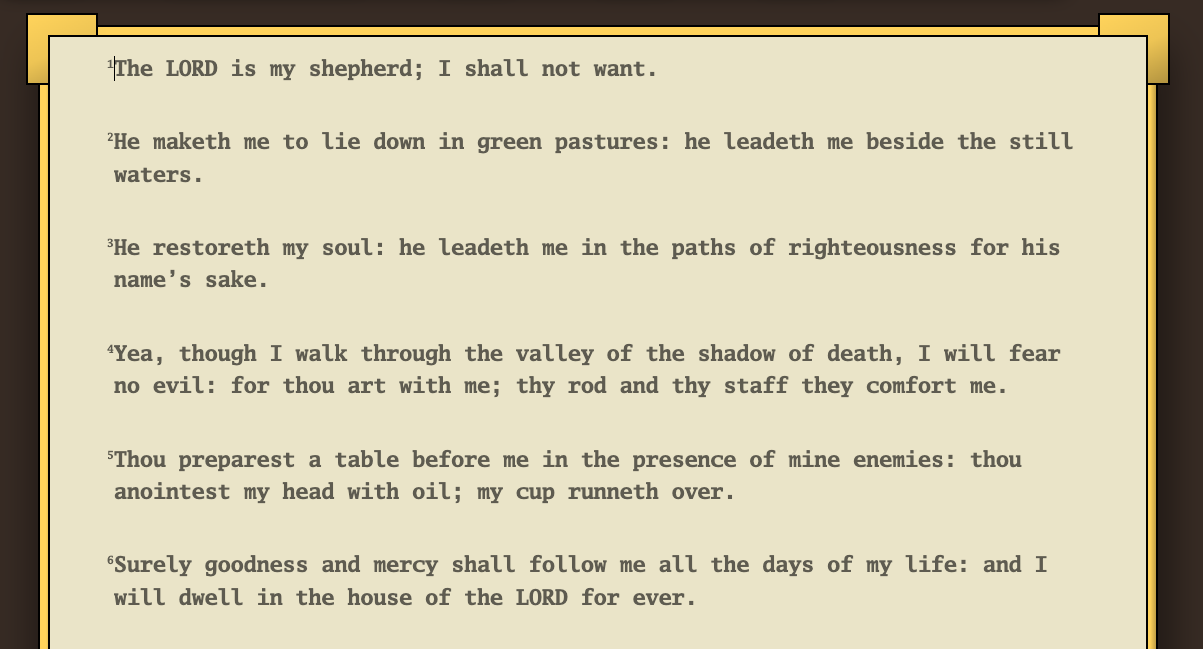 1The LORD is my shepherd; I shall not want.
2He maketh me to lie down in green pastures: he leadeth me beside the still
waters.
3He restoreth my soul: he leadeth me in the paths of righteousness for his
name’s sake.
4Yea, though I walk through the valley of the shadow of death, I will fear
no evil: for thou art with me; thy rod and thy staff they comfort me.
5Thou preparest a table before me in the presence of mine enemies: thou
anointest my head with oil; my cup runneth over.
6Surely goodness and mercy shall follow me all the days of my life: and I
will dwell in the house of the LORD for ever.